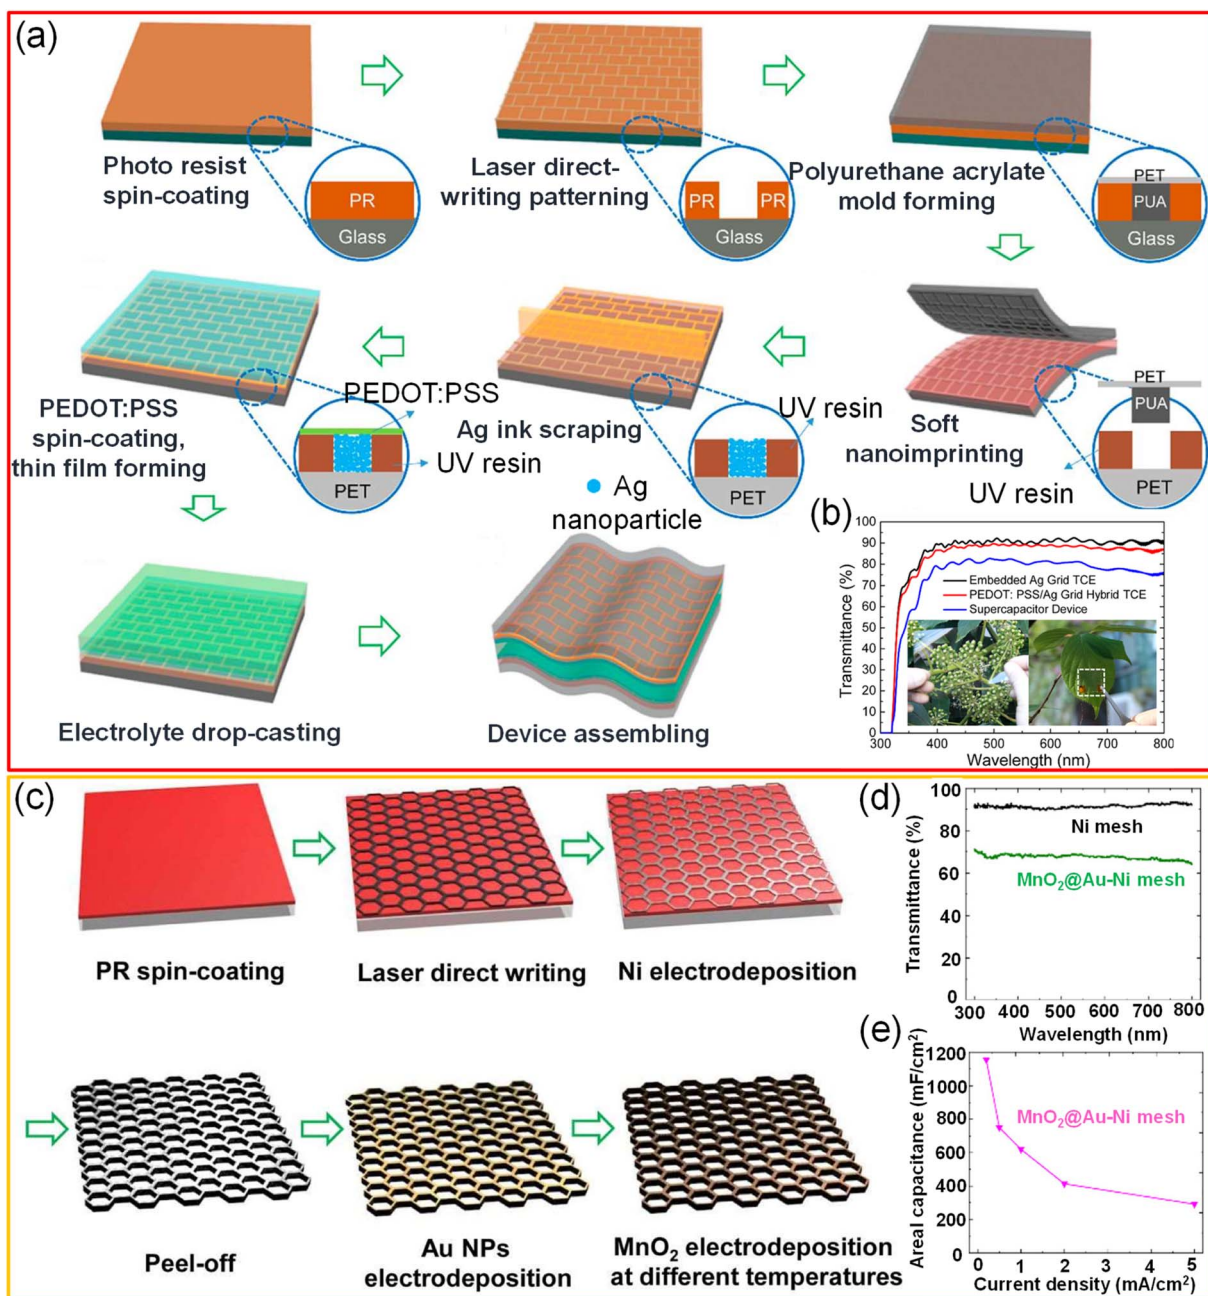 (a)
Photo resist
spin-coating
PR
Glass
Laser direct-
writing patterning
PR
PR
Glass
Polyurethane acrylate
mold forming
PET
PUA
Glass
PEDOT:PSS
spin-coating,
thin film forming
PEDOT:PSS
UV resin
PET
Ag ink scraping
Ag
nanoparticle
UV resin
PET
Soft
nanoimprinting
PET
PUA
UV resin
PET
Electrolyte drop-casting
Device assembling
(b)
Transmittance (%)
100
90
80
70
60
50
40
30
20
10
0
Embedded Ag Grid TCE
PEDOT: PSS/Ag Grid Hybrid TCE
Supercapacitor Device
300 400 500 600 700 800
Wavelength (nm)
(c)
PR spin-coating
Laser direct writing
Ni electrodeposition
Peel-off
Au NPs
electrodeposition
MnO₂ electrodeposition
at different temperatures
(d)
Transmittance (%)
100
80
60
40
20
0
Ni mesh
MnO₂@Au-Ni mesh
300 400 500 600 700 800
Wavelength (nm)
(e)
Areal capacitance (mF/cm²)
1200
1000
800
600
400
200
0
MnO₂@Au-Ni mesh
0 1 2 3 4 5
Current density (mA/cm²)